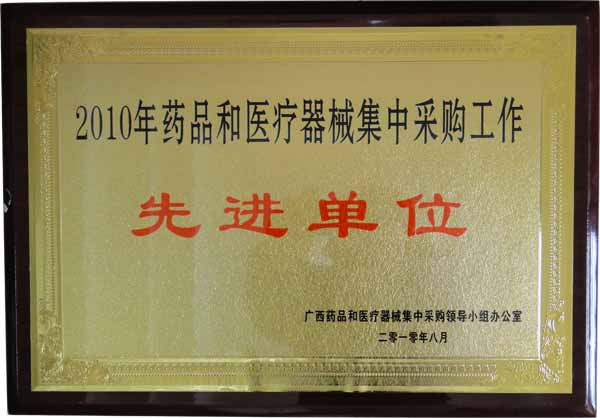 2010年药品和医疗器械集中采购工作
先进单位
广西药品和医疗器械集中采购领导小组办公室
二零一零年八月